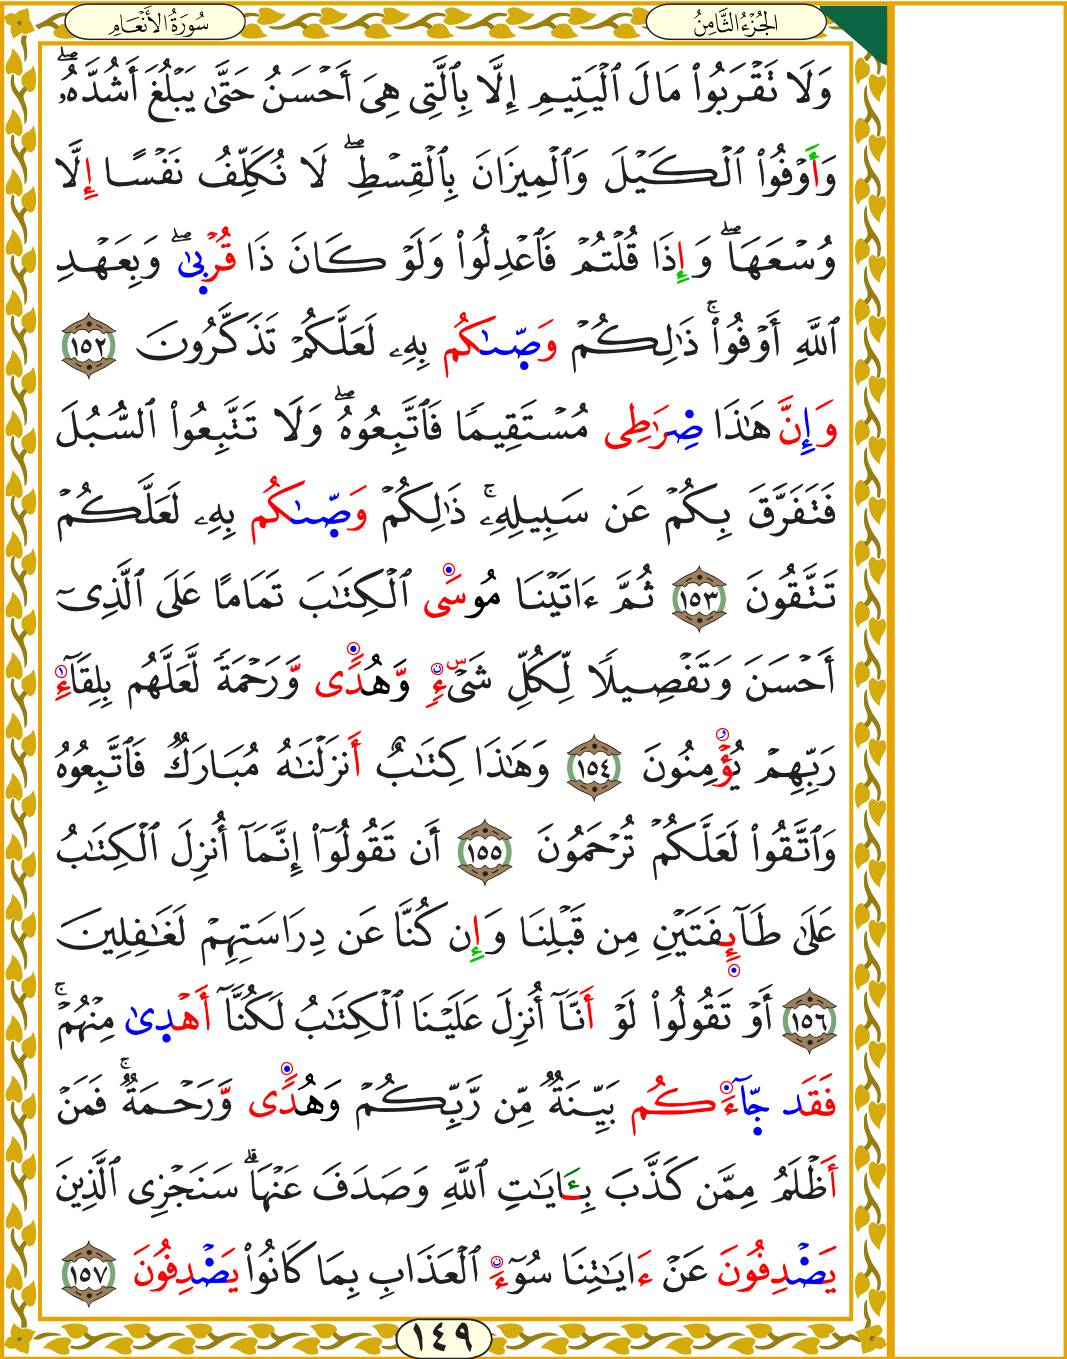 الجُزْءُ الثَّامِنُ
سُورَةُ الأَنْعَامِ
وَلَا تَقْرَبُوا۟ مَالَ ٱلْيَتِيمِ إِلَّا بِٱلَّتِى هِىَ أَحْسَنُ حَتَّىٰ يَبْلُغَ أَشُدَّهُۥۖ
وَأَوْفُوا۟ ٱلْكَيْلَ وَٱلْمِيزَانَ بِٱلْقِسْطِۖ لَا نُكَلِّفُ نَفْسًا إِلَّا
وُسْعَهَاۖ وَإِذَا قُلْتُمْ فَٱعْدِلُوا۟ وَلَوْ كَانَ ذَا قُرْبَىٰۖ وَبِعَهْدِ
ٱللَّهِ أَوْفُوا۟ۚ ذَٰلِكُمْ وَصَّىٰكُم بِهِۦ لَعَلَّكُمْ تَذَكَّرُونَ ١٥٢
وَإِنَّ هَٰذَا صِرَٰطِى مُسْتَقِيمًا فَٱتَّبِعُوهُۖ وَلَا تَتَّبِعُوا۟ ٱلسُّبُلَ
فَتَفَرَّقَ بِكُمْ عَن سَبِيلِهِۦۚ ذَٰلِكُمْ وَصَّىٰكُم بِهِۦ لَعَلَّكُمْ
تَتَّقُونَ ١٥٣ ثُمَّ ءَاتَيْنَا مُوسَى ٱلْكِتَٰبَ تَمَامًا عَلَى ٱلَّذِىٓ
أَحْسَنَ وَتَفْصِيلًا لِّكُلِّ شَىْءٍ وَهُدًى وَرَحْمَةً لَّعَلَّهُم بِلِقَآءِ
رَبِّهِمْ يُؤْمِنُونَ ١٥٤ وَهَٰذَا كِتَٰبٌ أَنزَلْنَٰهُ مُبَارَكٌ فَٱتَّبِعُوهُ
وَٱتَّقُوا۟ لَعَلَّكُمْ تُرْحَمُونَ ١٥٥ أَن تَقُولُوٓا۟ إِنَّمَآ أُنزِلَ ٱلْكِتَٰبُ
عَلَىٰ طَآئِفَتَيْنِ مِن قَبْلِنَا وَإِن كُنَّا عَن دِرَاسَتِهِمْ لَغَٰفِلِينَ
١٥٦ أَوْ تَقُولُوا۟ لَوْ أَنَّآ أُنزِلَ عَلَيْنَا ٱلْكِتَٰبُ لَكُنَّآ أَهْدَىٰ مِنْهُمْۚ
فَقَد جَّآءَكُم بَيِّنَةٌ مِّن رَّبِّكُمْ وَهُدًى وَرَحْمَةٌۚ فَمَنْ
أَظْلَمُ مِمَّن كَذَّبَ بِـَٔايَٰتِ ٱللَّهِ وَصَدَفَ عَنْهَاۗ سَنَجْزِى ٱلَّذِينَ
يَصْدِفُونَ عَنْ ءَايَٰتِنَا سُوٓءَ ٱلْعَذَابِ بِمَا كَانُوا۟ يَصْدِفُونَ ١٥٧
١٤٩